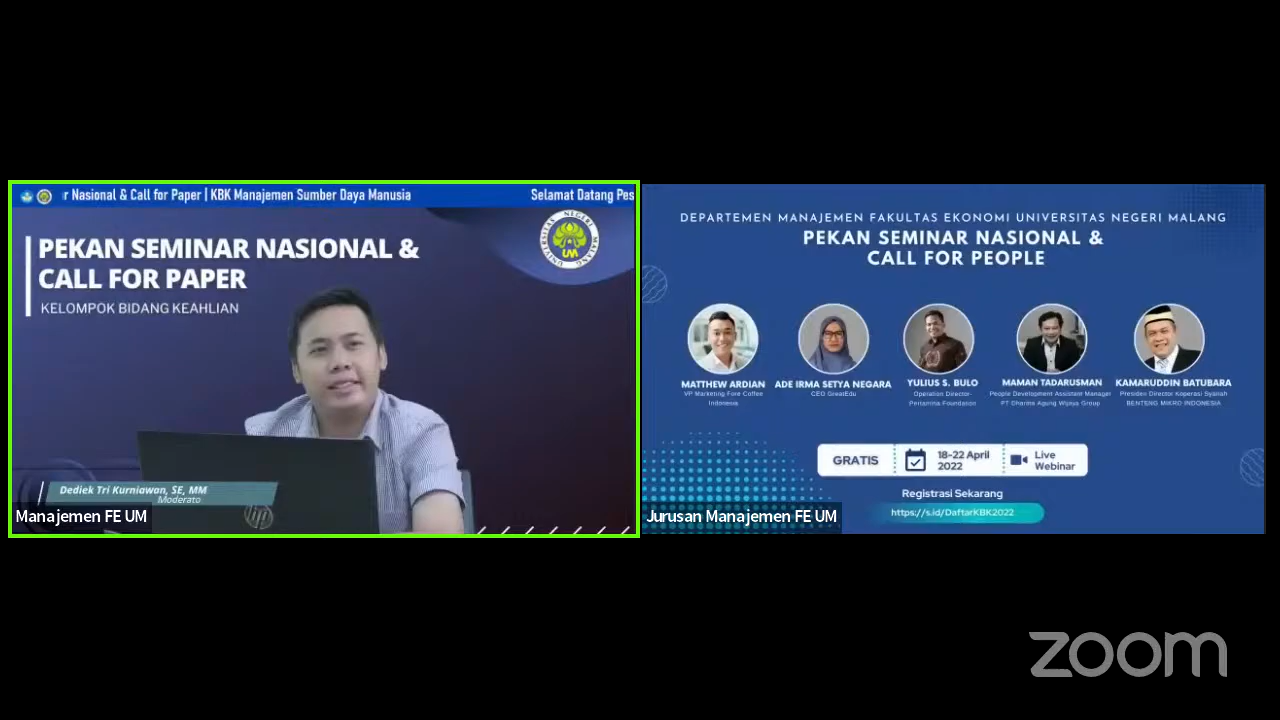 r Nasional & Call for Paper | KBK Manajemen Sumber Daya Manusia
Selamat Datang Pes
PEKAN SEMINAR NASIONAL &
CALL FOR PAPER
KELOMPOK BIDANG KEAHLIAN
UNIVERSITAS NEGERI MALANG
UM
hp
Dediek Tri Kurniawan, SE, MM
Moderato
Manajemen FE UM
DEPARTEMEN MANAJEMEN FAKULTAS EKONOMI UNIVERSITAS NEGERI MALANG
PEKAN SEMINAR NASIONAL &
CALL FOR PEOPLE
MATTHEW ARDIAN
VP Marketing Fore Coffee
Indonesia
ADE IRMA SETYA NEGARA
CEO GreatEdu
YULIUS S. BULO
Operation Director-
Pertamina Foundation
MAMAN TADARUSMAN
People Development Assistant Manager
PT Dharma Agung Wijaya Group
KAMARUDDIN BATUBARA
Presiden Director Koperasi Syariah
BENTENG MIKRO INDONESIA
GRATIS
18-22 April
2022
Live
Webinar
Registrasi Sekarang
https://s.id/DaftarKBK2022
Jurusan Manajemen FE UM
zoom